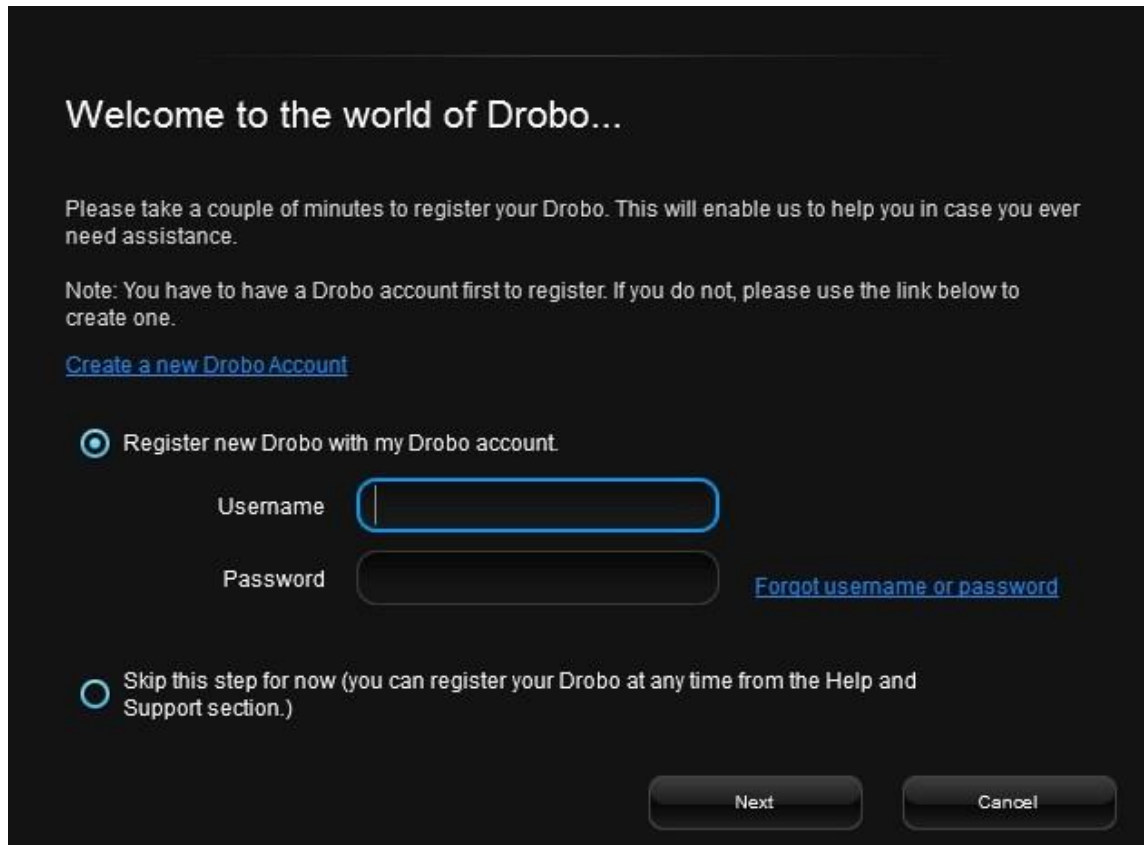 Welcome to the world of Drobo...
Please take a couple of minutes to register your Drobo. This will enable us to help you in case you ever
need assistance.
Note: You have to have a Drobo account first to register. If you do not, please use the link below to
create one.
Create a new Drobo Account
Register new Drobo with my Drobo account.
Username
Password
Forgot username or password
Skip this step for now (you can register your Drobo at any time from the Help and
Support section.)
Next
Cancel